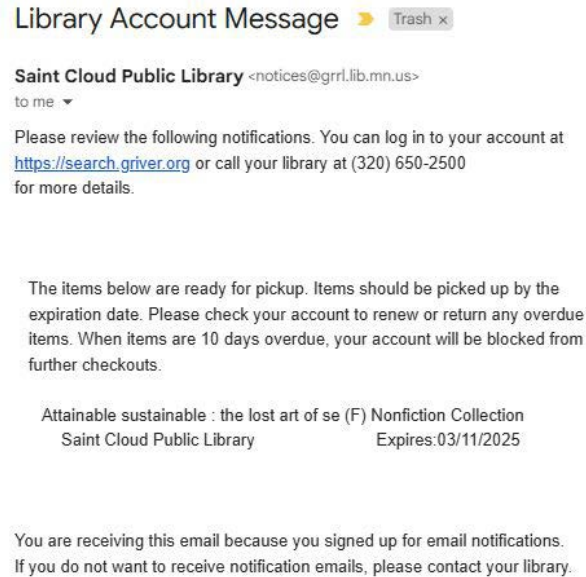 Library Account Message Trash ×
Saint Cloud Public Library <notices@grrl.lib.mn.us>
to me
Please review the following notifications. You can log in to your account at
https://search.griver.org or call your library at (320) 650-2500
for more details.
The items below are ready for pickup. Items should be picked up by the
expiration date. Please check your account to renew or return any overdue
items. When items are 10 days overdue, your account will be blocked from
further checkouts.
Attainable sustainable : the lost art of se (F) Nonfiction Collection
Saint Cloud Public Library Expires:03/11/2025
You are receiving this email because you signed up for email notifications.
If you do not want to receive notification emails, please contact your library.